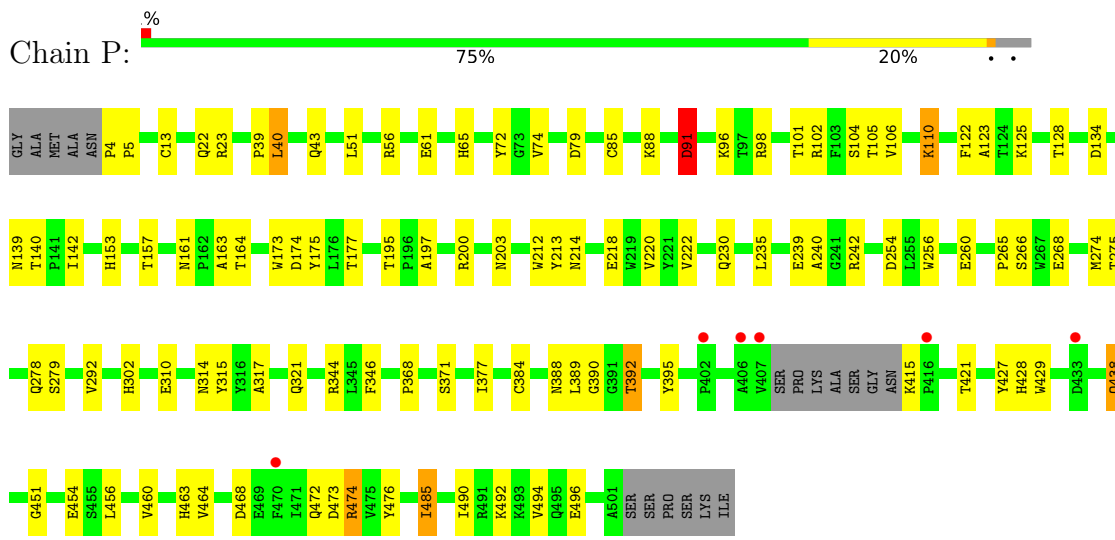 %
Chain P:
75% 20% • •
GLY ALA MET ALA ASN P4 P5 C13 Q22 R23 P39 L40 Q43 L51 R56 E61 H65 Y72 G73 V74 D79 C85 K88 D91 K96 T97 R98 T101 R102 F103 S104 T105 V106 K110 F122 A123 T124 K125 T128 D134
N139 T140 P141 I142 H153 T157 N161 P162 A163 T164 W173 D174 Y175 L176 T177 T195 P196 A197 R200 N203 W212 Y213 N214 E218 W219 V220 Y221 V222 Q230 L235 E239 A240 G241 R242 D254 L255 W256 E260 P265 S266 W267 E268 M274 T275
Q278 S279 V292 H302 E310 N314 Y315 Y316 A317 Q321 R344 L345 F346 P368 S371 I377 C384 N388 L389 G390 G391 T392 Y395 P402 A406 V407 SER PRO LYS ALA SER GLY ASN K415 P416 T421 Y427 H428 W429 D433 D438
G451 E454 S455 L456 V460 H463 V464 D468 E469 F470 I471 Q472 D473 R474 V475 Y476 I485 I490 R491 K492 K493 V494 Q495 E496 A501 SER SER PRO SER LYS ILE